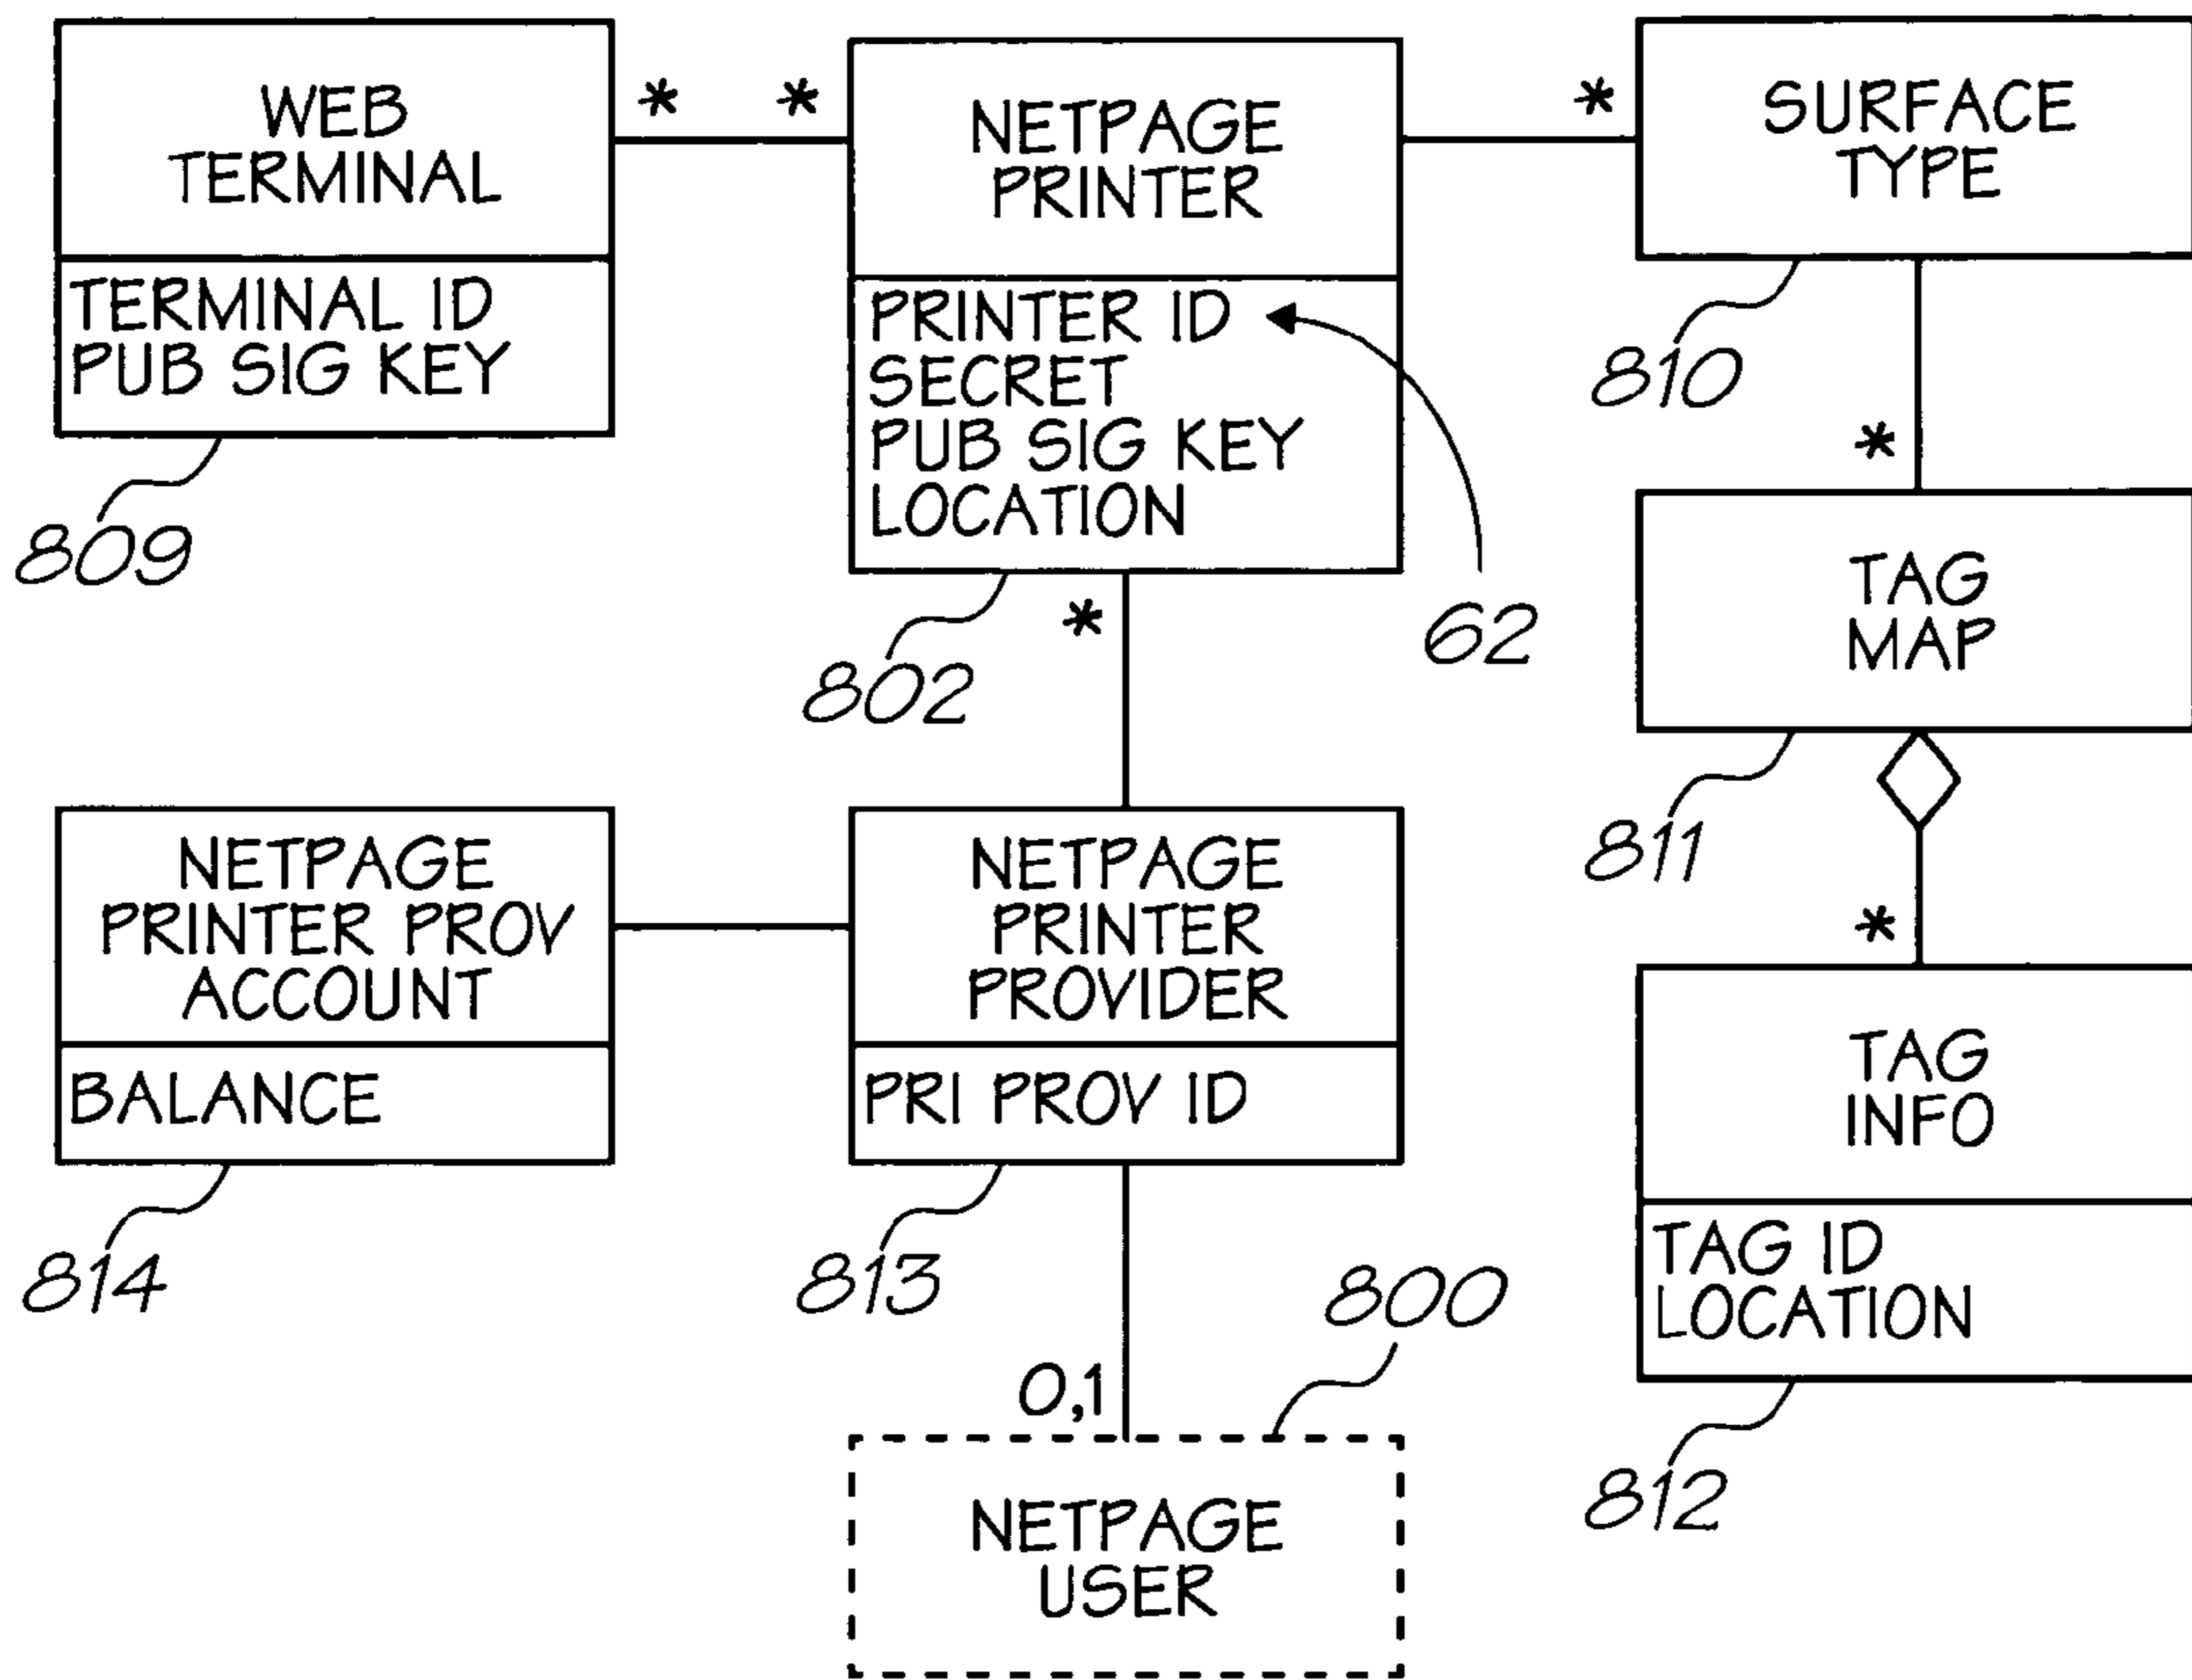 WEB
TERMINAL
TERMINAL ID
PUB SIG KEY
809
* *
NETPAGE
PRINTER
PRINTER ID
SECRET
PUB SIG KEY
LOCATION
62
802
*
*
SURFACE
TYPE
810
*
TAG
MAP
811
*
TAG
INFO
TAG ID
LOCATION
812
NETPAGE
PRINTER PROV
ACCOUNT
BALANCE
814
NETPAGE
PRINTER
PROVIDER
PRI PROV ID
813
800
0,1
NETPAGE
USER